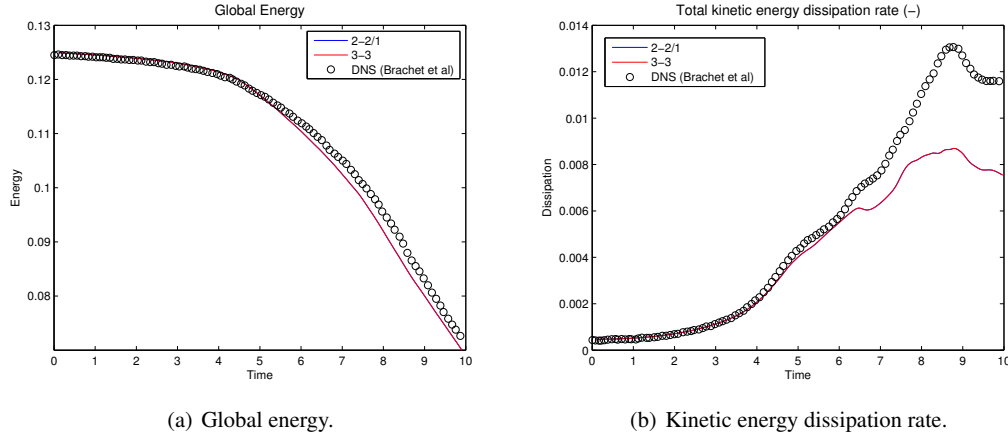 Global Energy
0.13
0.12
0.11
0.1
0.09
0.08
Energy
0 1 2 3 4 5 6 7 8 9 10
Time
2−2/1
3−3
DNS (Brachet et al)
(a) Global energy.
Total kinetic energy dissipation rate (−)
0.014
0.012
0.01
0.008
0.006
0.004
0.002
0
Dissipation
0 1 2 3 4 5 6 7 8 9 10
Time
2−2/1
3−3
DNS (Brachet et al)
(b) Kinetic energy dissipation rate.